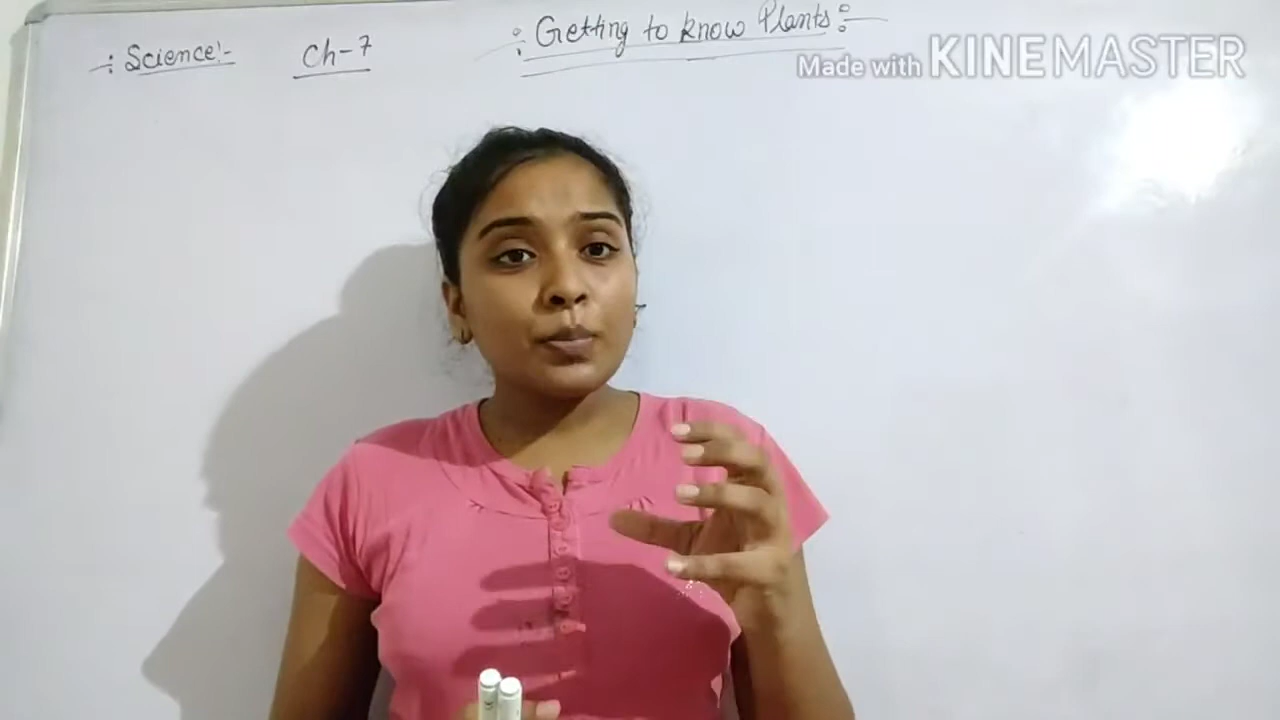 -: Science:- Ch-7 -: Getting to know Plants :-
Made with KINEMASTER